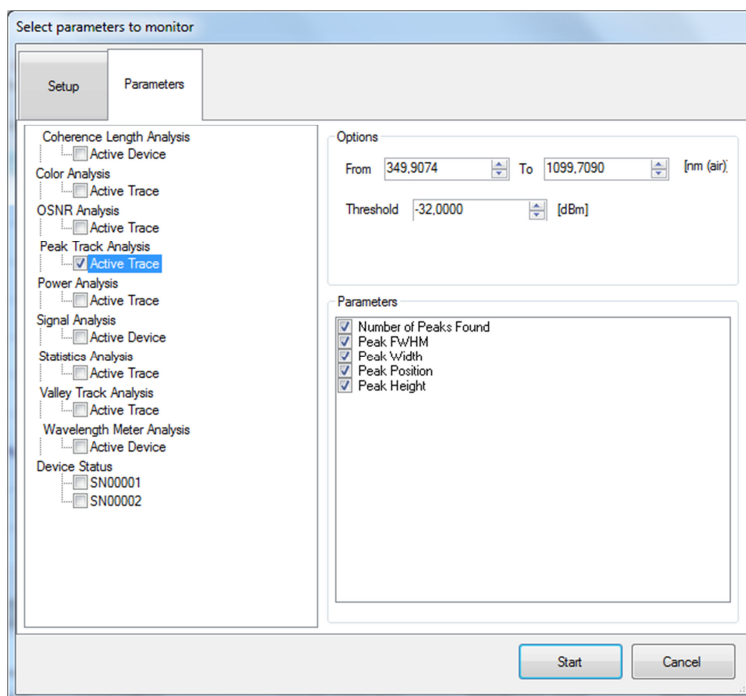 Select parameters to monitor
Setup
Parameters
Coherence Length Analysis
Active Device
Color Analysis
Active Trace
OSNR Analysis
Active Trace
Peak Track Analysis
Active Trace
Power Analysis
Active Trace
Signal Analysis
Active Device
Statistics Analysis
Active Trace
Valley Track Analysis
Active Trace
Wavelength Meter Analysis
Active Device
Device Status
SN00001
SN00002
Options
From 349,9074 To 1099,7090 [nm (air)]
Threshold -32,0000 [dBm]
Parameters
Number of Peaks Found
Peak FWHM
Peak Width
Peak Position
Peak Height
Start
Cancel